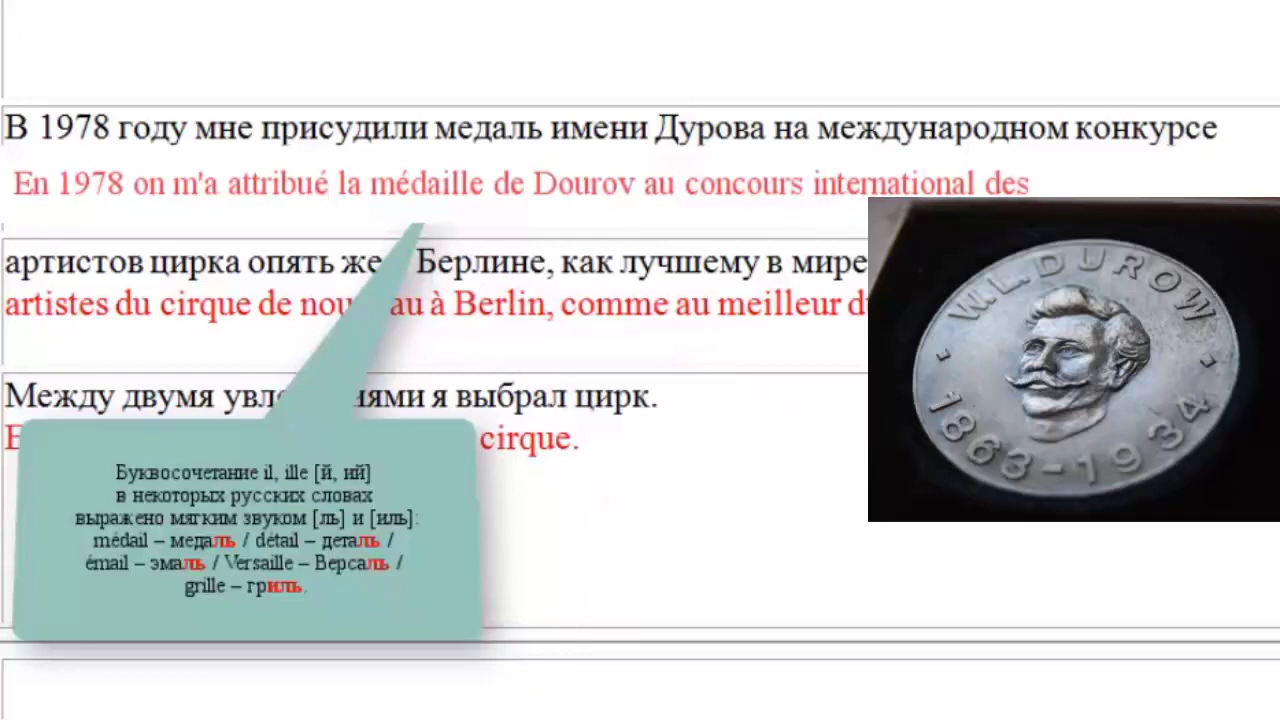 В 1978 году мне присудили медаль имени Дурова на международном конкурсе
En 1978 on m'a attribué la médaille de Dourov au concours international des
артистов цирка опять же Берлине, как лучшему в мире
artistes du cirque de nou au à Berlin, comme au meilleur
Между двумя увл ниями я выбрал цирк.
E cirque.
Буквосочетание il, ille [й, ий]
в некоторых русских словах
выражено мягким звуком [ль] и [иль]:
médail – медаль / détail – деталь /
émail – эмаль / Versaille – Версаль /
grille – гриль.
W.L. DUROW
1863-1934